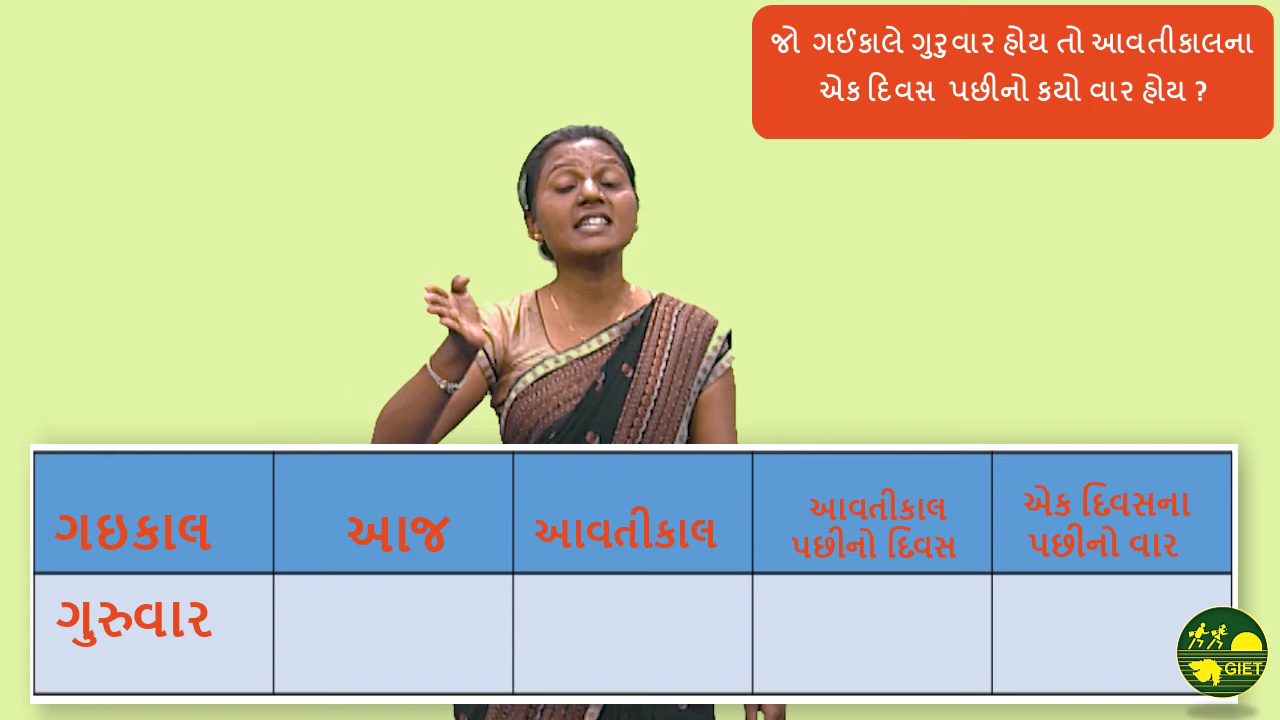 જો ગઈકાલે ગુરુવાર હોય તો આવતીકાલના
એક દિવસ પછીનો કયો વાર હોય ?
ગઇકાલ
આજ
આવતીકાલ
આવતીકાલ
પછીનો દિવસ
એક દિવસના
પછીનો વાર
ગુરુવાર
GIET